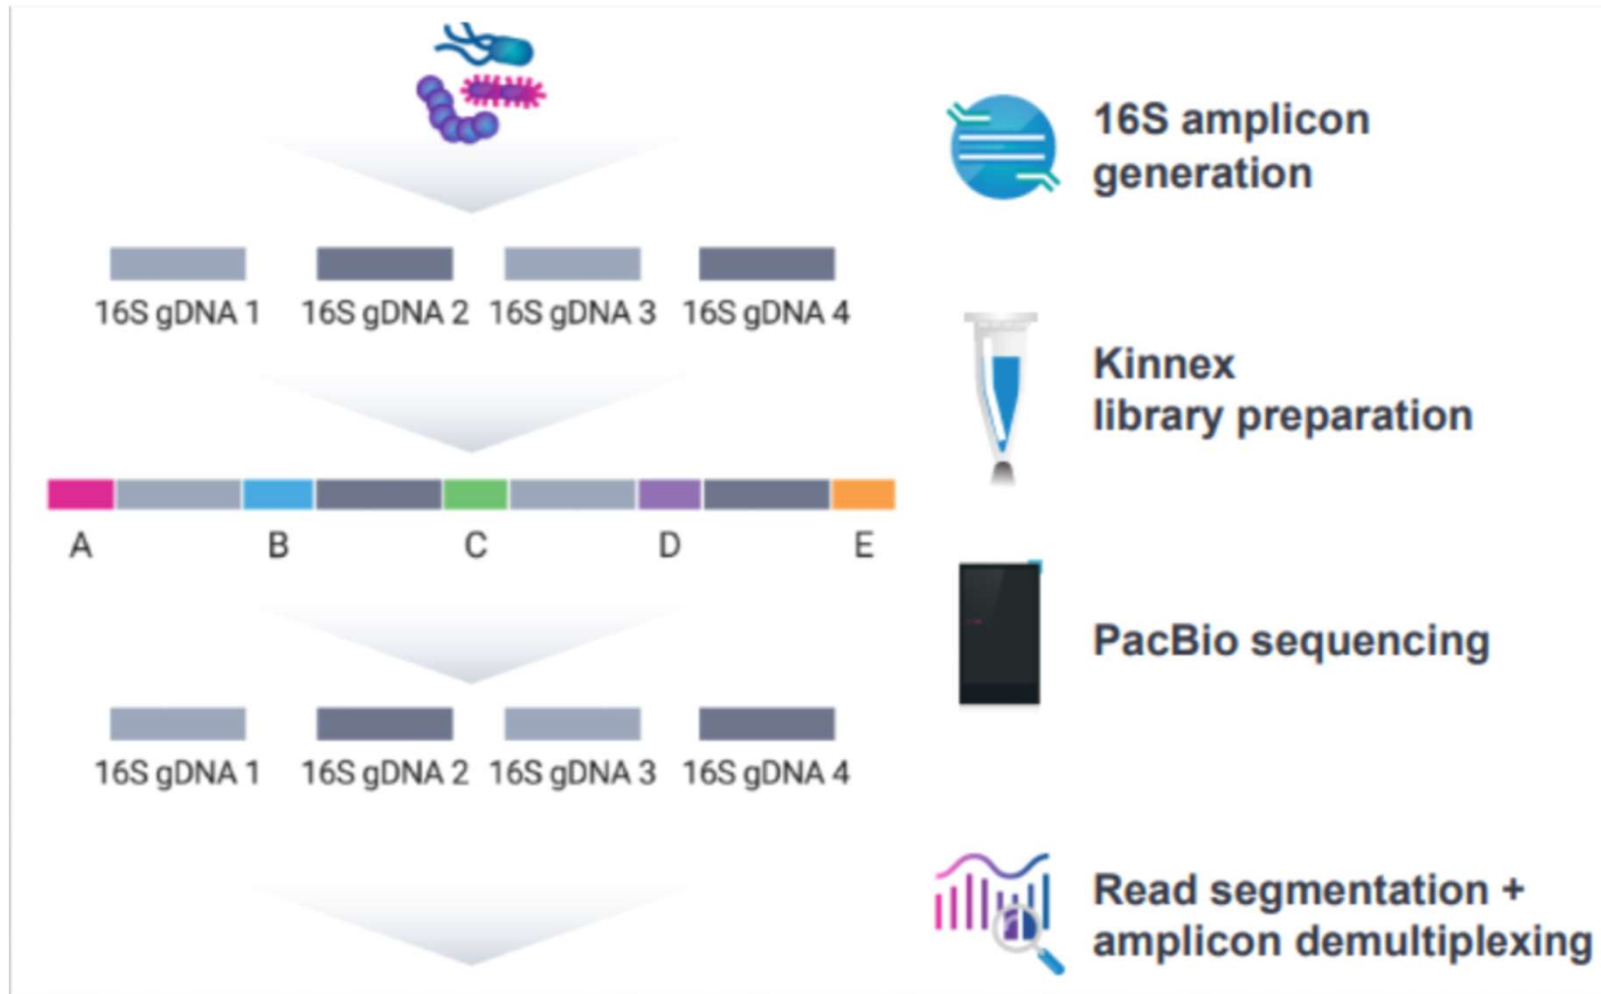 16S amplicon
generation
16S gDNA 1 16S gDNA 2 16S gDNA 3 16S gDNA 4
Kinnex
library preparation
A B C D E
PacBio sequencing
16S gDNA 1 16S gDNA 2 16S gDNA 3 16S gDNA 4
Read segmentation +
amplicon demultiplexing